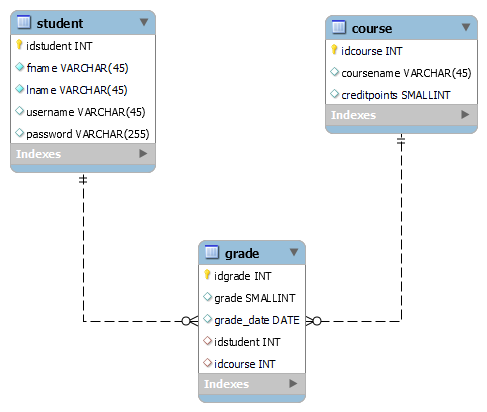 student
idstudent INT
fname VARCHAR(45)
lname VARCHAR(45)
username VARCHAR(45)
password VARCHAR(255)
Indexes
course
idcourse INT
coursename VARCHAR(45)
creditpoints SMALLINT
Indexes
grade
idgrade INT
grade SMALLINT
grade_date DATE
idstudent INT
idcourse INT
Indexes